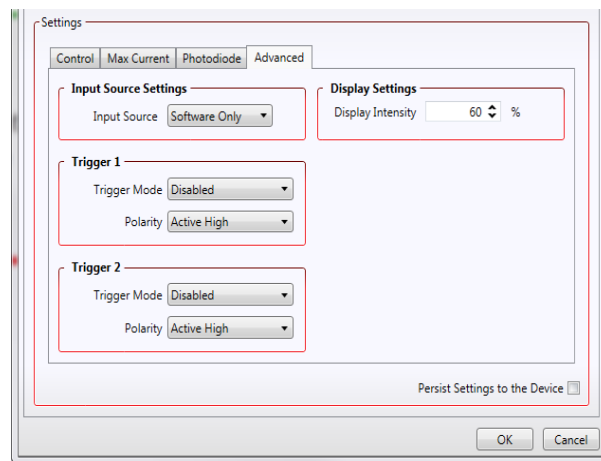 Settings
Control Max Current Photodiode Advanced
Input Source Settings
Input Source Software Only
Display Settings
Display Intensity 60 %
Trigger 1
Trigger Mode Disabled
Polarity Active High
Trigger 2
Trigger Mode Disabled
Polarity Active High
Persist Settings to the Device
OK Cancel